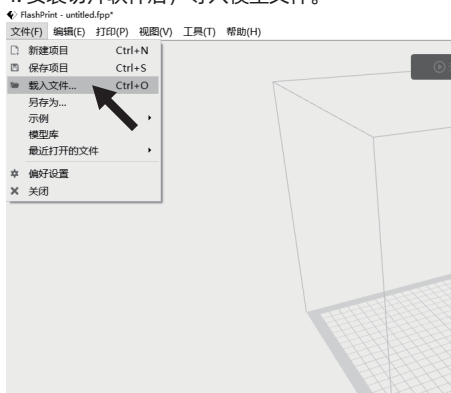 FlashPrint - untitled.fpp*
文件(F) 编辑(E) 打印(P) 视图(V) 工具(T) 帮助(H)
新建项目 Ctrl+N
保存项目 Ctrl+S
载入文件... Ctrl+O
另存为...
示例
模型库
最近打开的文件
偏好设置
关闭